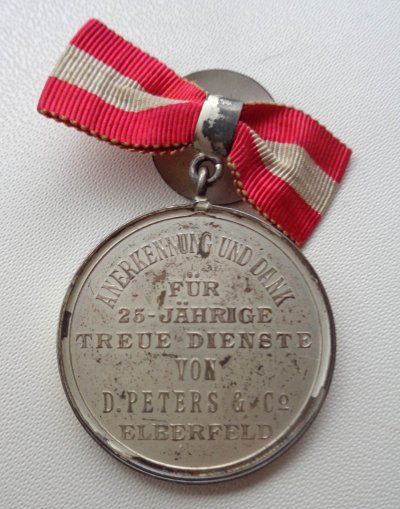 ANERKENNUNG UND DANK
FÜR
25-JÄHRIGE
TREUE DIENSTE
VON
D. PETERS & Co
ELBERFELD